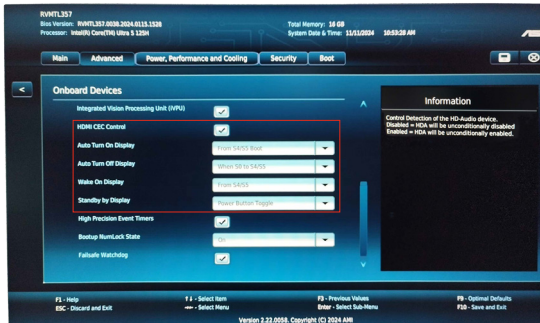 RVMTL357
Bios Version: RVMTL357.0038.2024.0115.1528
Processor: Intel(R) Core(TM) Ultra 5 125H
Total Memory: 16 GB
System Date & Time: 11/11/2024 10:53:28 AM
Main Advanced Power, Performance and Cooling Security Boot
Onboard Devices
Integrated Vision Processing Unit (IVPU)
HDMI CEC Control
Auto Turn On Display From S4/S5 Boot
Auto Turn Off Display When S0 to S4/S5
Wake On Display From S4/S5
Standby by Display Power Button Toggle
High Precision Event Timers
Bootup NumLock State On
Failsafe Watchdog
Information
Control Detection of the HD-Audio device.
Disabled = HDA will be unconditionally disabled
Enabled = HDA will be unconditionally enabled.
F1 - Help
ESC - Discard and Exit
↑↓ - Select Item
←→ - Select Menu
F3 - Previous Values
Enter - Select Sub-Menu
F9 - Optimal Defaults
F10 - Save and Exit
Version 2.22.0058. Copyright (C) 2024 AMI